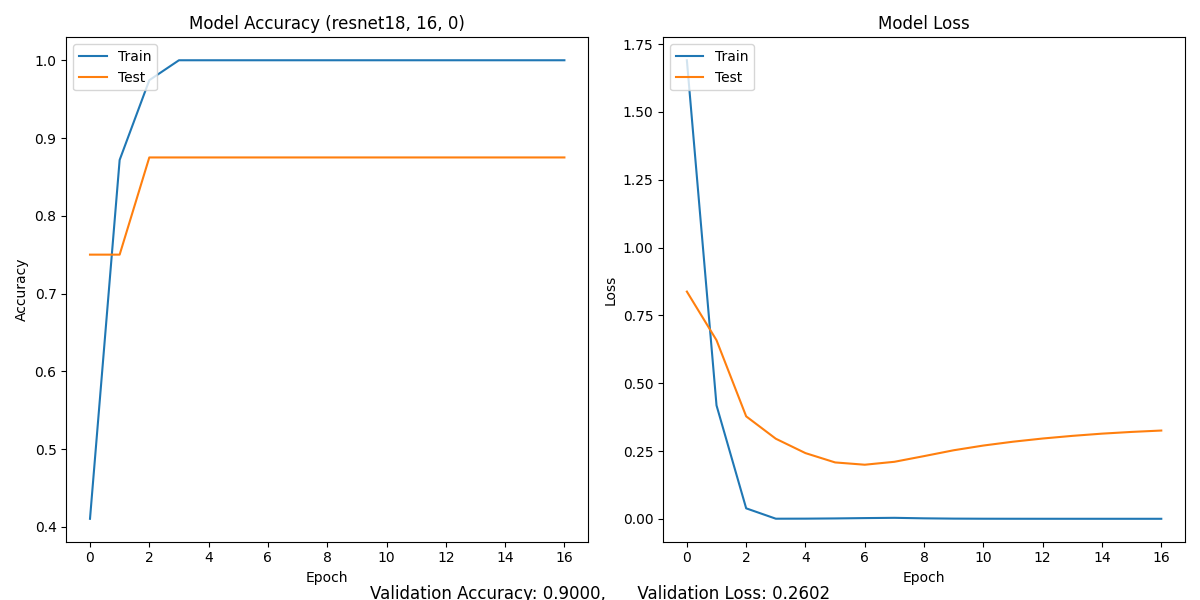 Model Accuracy (resnet18, 16, 0)
Train
Test
1.0
0.9
0.8
0.7
0.6
0.5
0.4
Accuracy
0 2 4 6 8 10 12 14 16
Epoch
Model Loss
Train
Test
1.75
1.50
1.25
1.00
0.75
0.50
0.25
0.00
Loss
0 2 4 6 8 10 12 14 16
Epoch
Validation Accuracy: 0.9000, Validation Loss: 0.2602